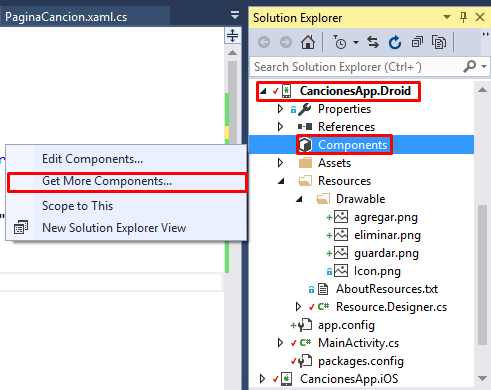 PaginaCancion.xaml.cs
Edit Components...
Get More Components...
Scope to This
New Solution Explorer View
Solution Explorer
Search Solution Explorer (Ctrl+´)
CancionesApp.Droid
Properties
References
Components
Assets
Resources
Drawable
agregar.png
eliminar.png
guardar.png
Icon.png
AboutResources.txt
C# Resource.Designer.cs
app.config
C# MainActivity.cs
packages.config
CancionesApp.iOS